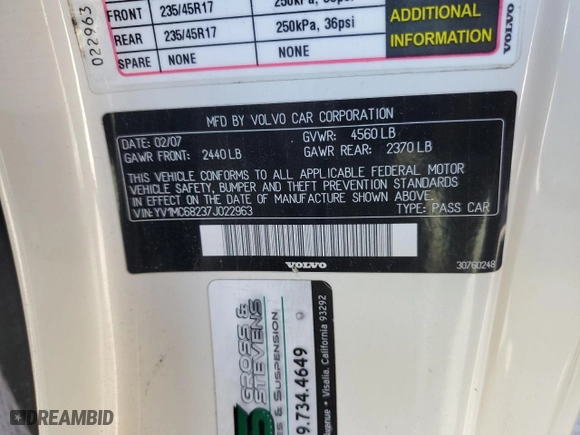 FRONT 235/45R17 250kPa, 36psi
REAR 235/45R17 250kPa, 36psi
SPARE NONE NONE
ADDITIONAL
INFORMATION
VOLVO
022963
MFD BY VOLVO CAR CORPORATION
DATE: 02/07 GVWR: 4560 LB
GAWR FRONT: 2440 LB GAWR REAR: 2370 LB
THIS VEHICLE CONFORMS TO ALL APPLICABLE FEDERAL MOTOR
VEHICLE SAFETY, BUMPER AND THEFT PREVENTION STANDARDS
IN EFFECT ON THE DATE OF MANUFACTURE SHOWN ABOVE.
VIN: YV1MC68237J022963 TYPE: PASS CAR
VOLVO 30760248
GROSS &
STEVENS
& SUSPENSION
9.734.4649
Avenue • Visalia, California 93292
DREAMBID